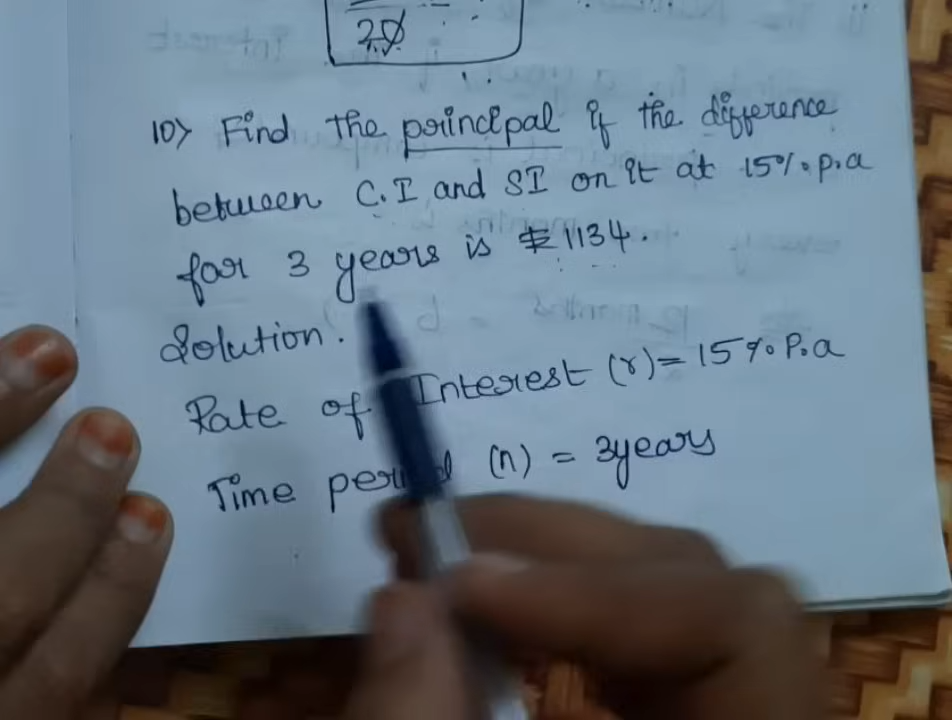 20
10) Find the principal if the difference
between C.I and SI on it at 15% p.a
for 3 years is ₹ 1134.
Solution.
Rate of Interest (r) = 15% P.a
Time period (n) = 3years